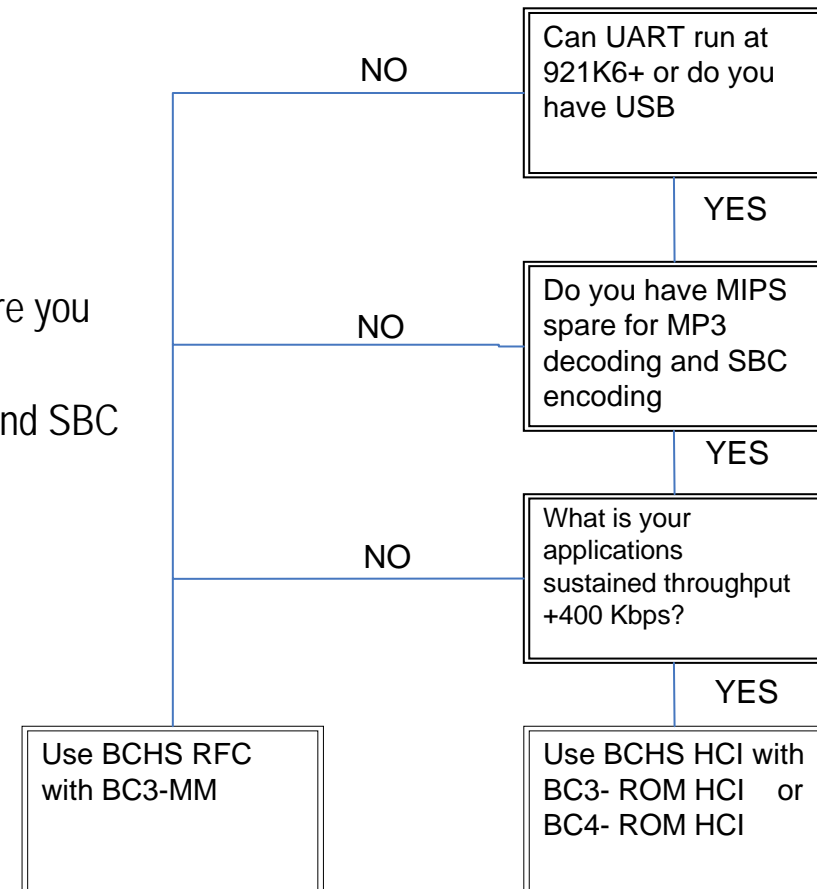 Can UART run at
921K6+ or do you
have USB
NO
YES
re you
nd SBC
Do you have MIPS
spare for MP3
decoding and SBC
encoding
NO
YES
What is your
applications
sustained throughput
+400 Kbps?
NO
YES
Use BCHS RFC
with BC3-MM
Use BCHS HCI with
BC3- ROM HCI or
BC4- ROM HCI